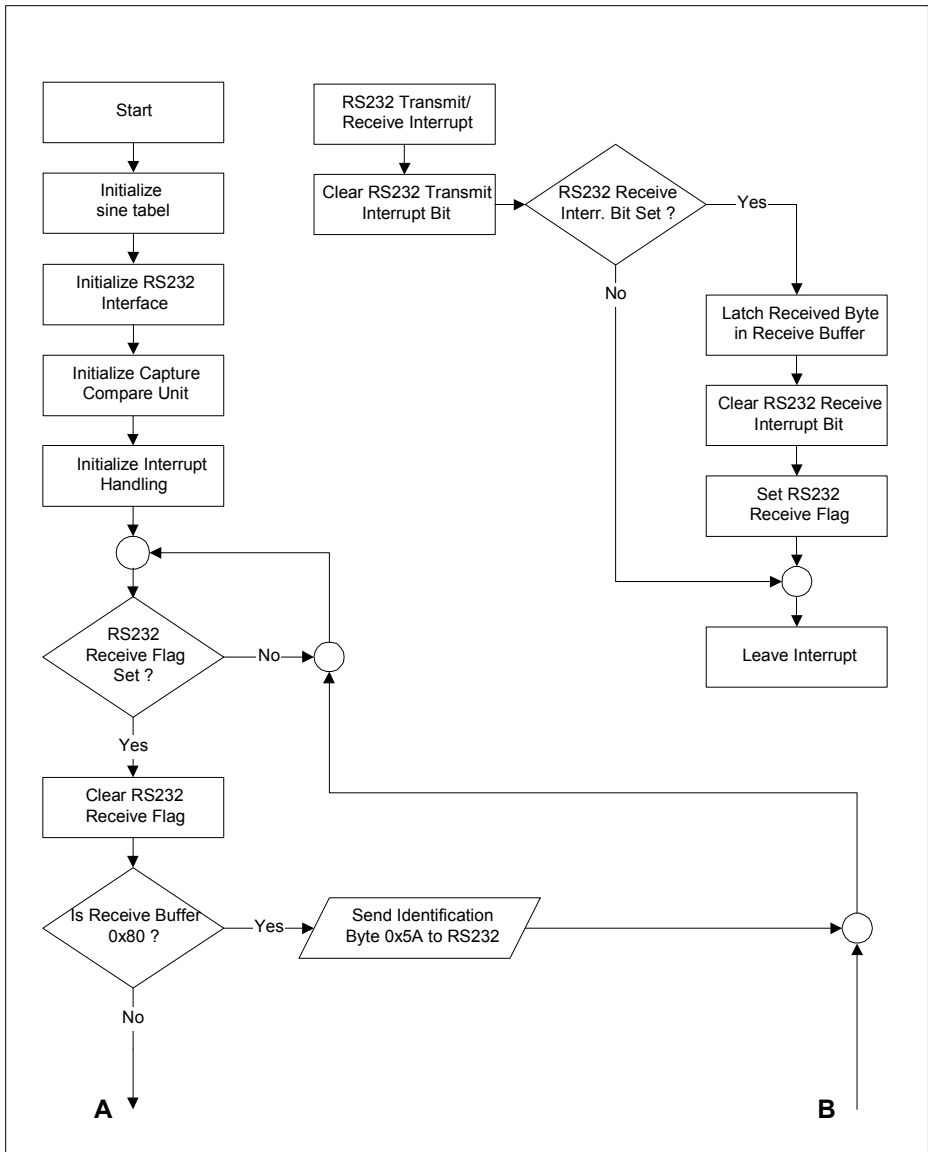 Start
Initialize
sine tabel
Initialize RS232
Interface
Initialize Capture
Compare Unit
Initialize Interrupt
Handling
RS232
Receive Flag
Set ?
No
Yes
Clear RS232
Receive Flag
Is Receive Buffer
0x80 ?
Yes
Send Identification
Byte 0x5A to RS232
No
A
RS232 Transmit/
Receive Interrupt
Clear RS232 Transmit
Interrupt Bit
RS232 Receive
Interr. Bit Set ?
Yes
No
Latch Received Byte
in Receive Buffer
Clear RS232 Receive
Interrupt Bit
Set RS232
Receive Flag
Leave Interrupt
B